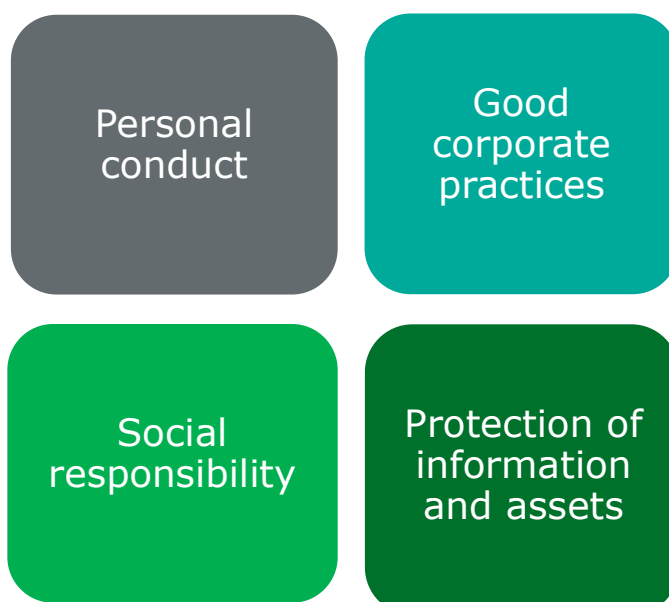 Personal
conduct
Good
corporate
practices
Social
responsibility
Protection of
information
and assets